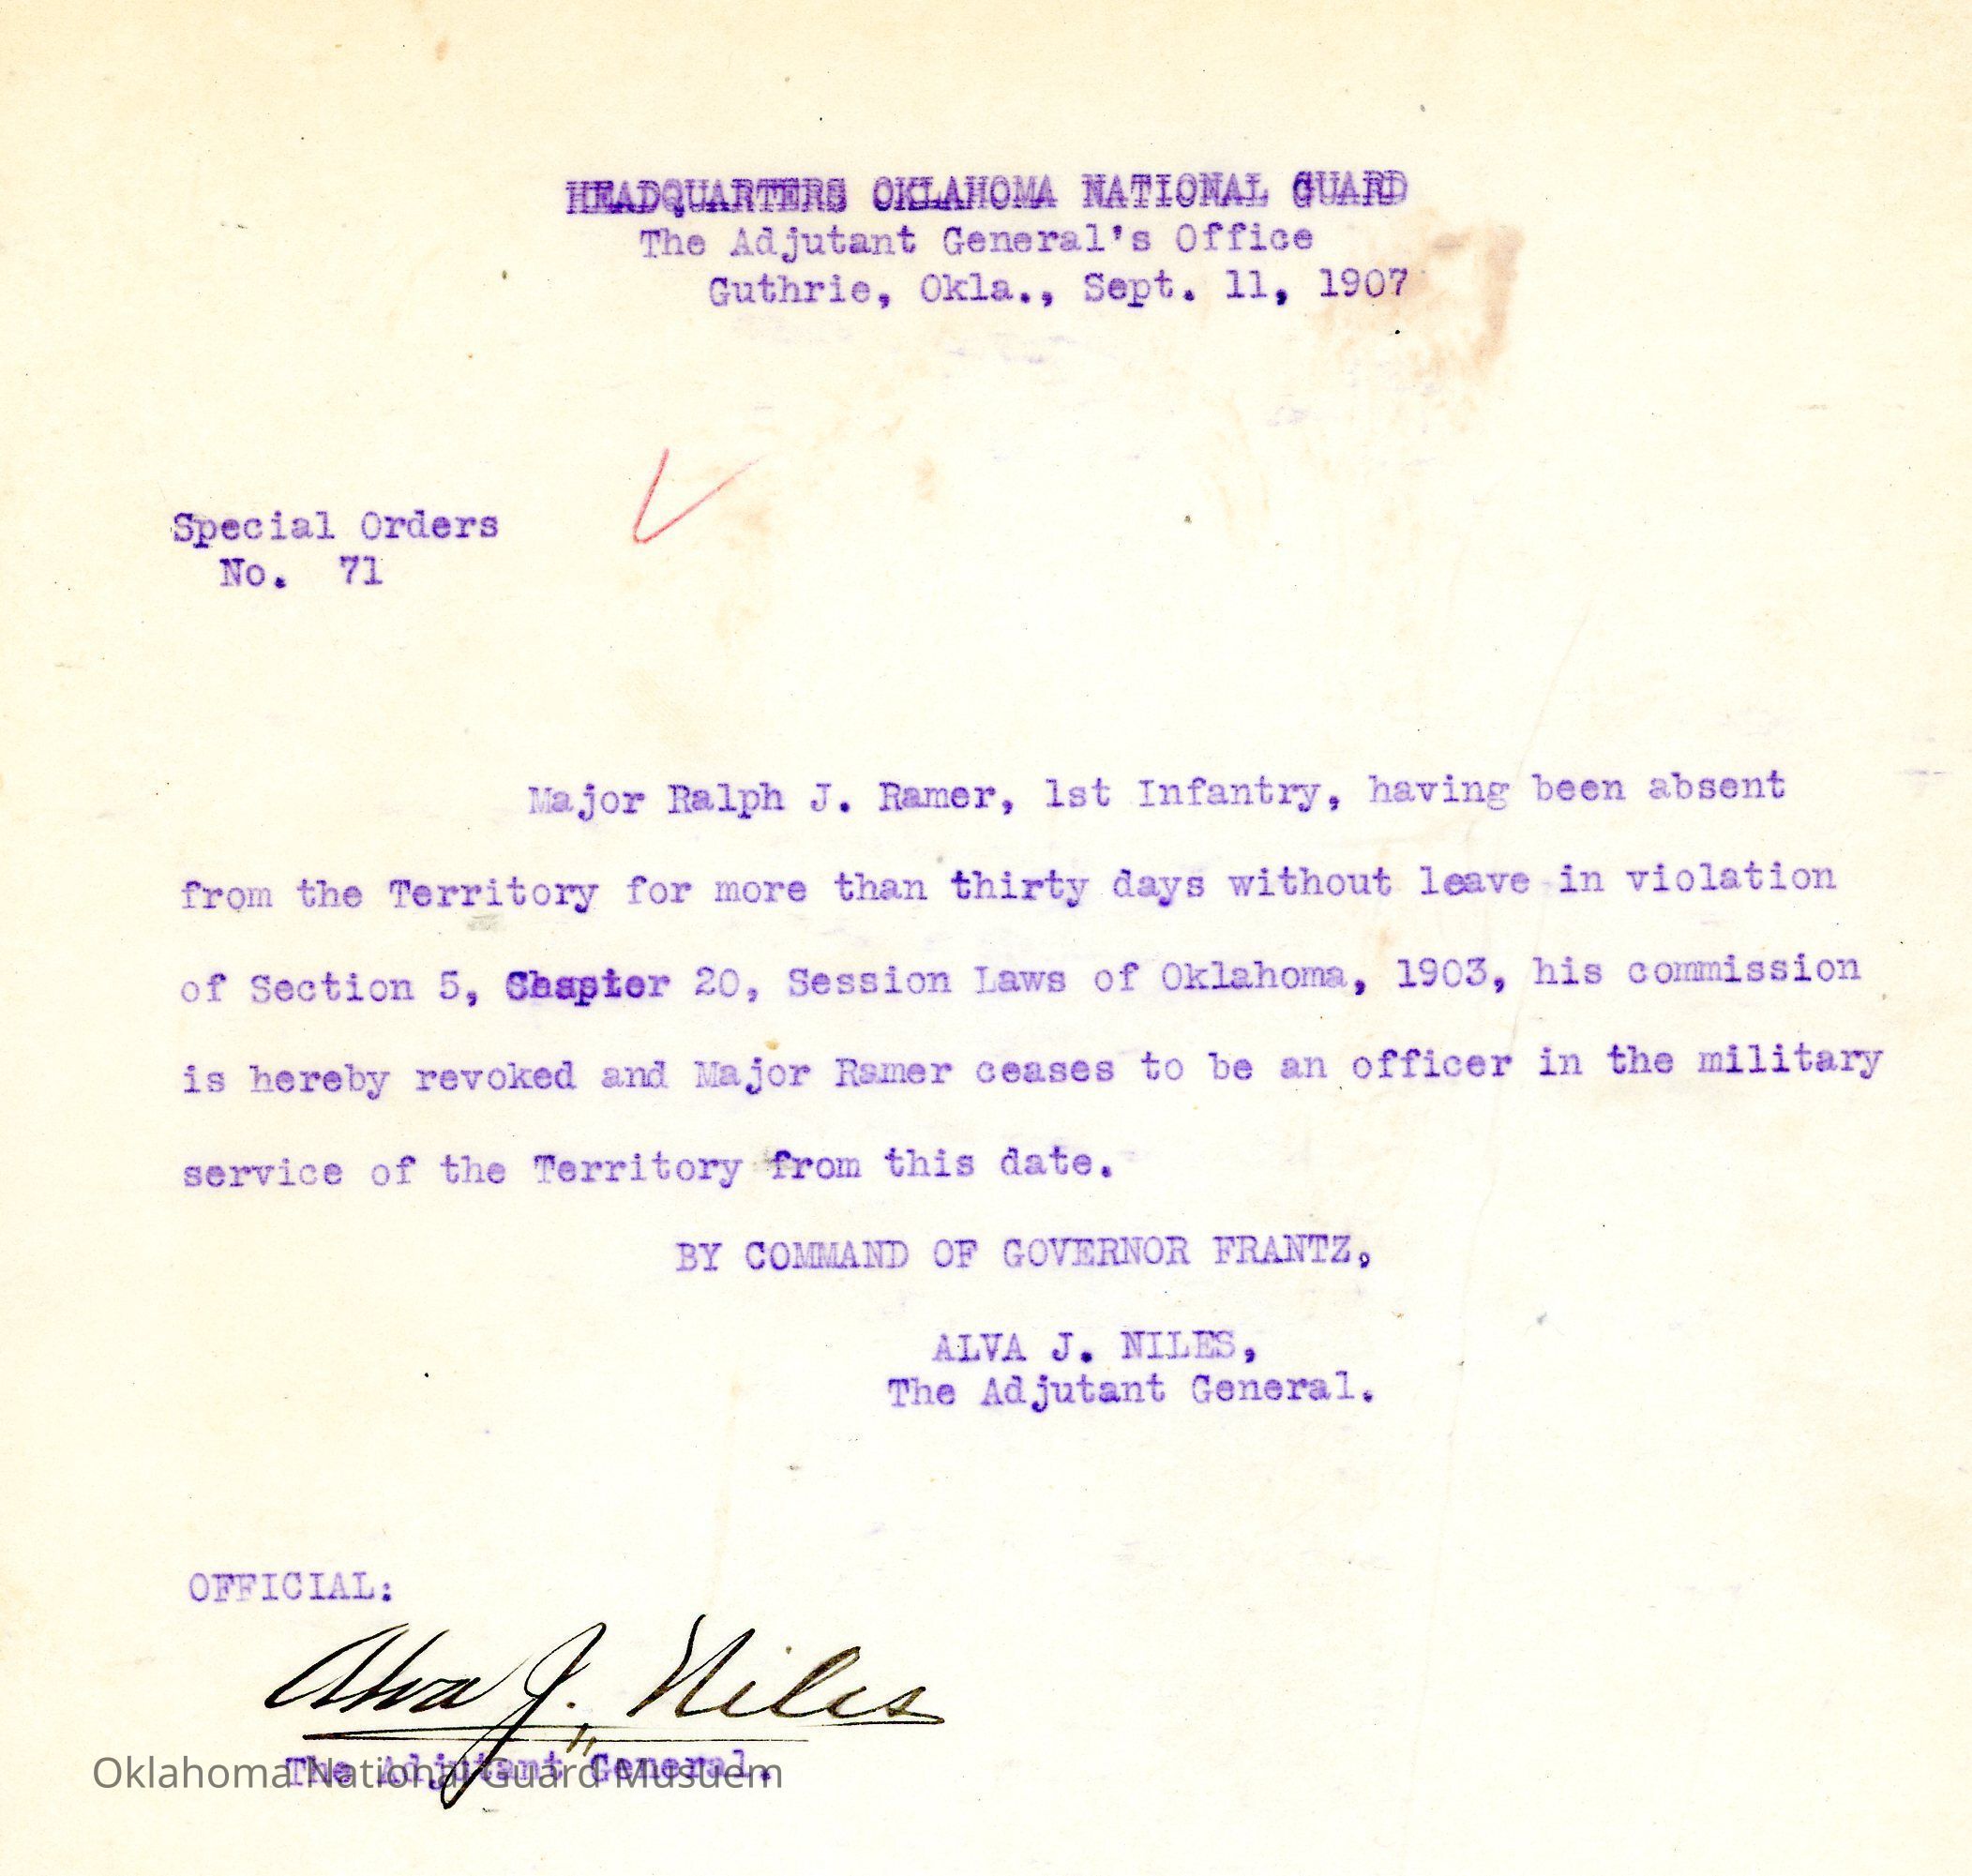 HEADQUARTERS OKLAHOMA NATIONAL GUARD
The Adjutant General's Office
Guthrie, Okla., Sept. 11, 1907
Special Orders
No. 71
Major Ralph J. Ramer, 1st Infantry, having been absent
from the Territory for more than thirty days without leave in violation
of Section 5, Chapter 20, Session Laws of Oklahoma, 1903, his commission
is hereby revoked and Major Ramer ceases to be an officer in the military
service of the Territory from this date.
BY COMMAND OF GOVERNOR FRANTZ,
ALVA J. NILES,
The Adjutant General.
OFFICIAL:
Alva J. Niles
The Adjutant General.
Oklahoma National Guard Musuem